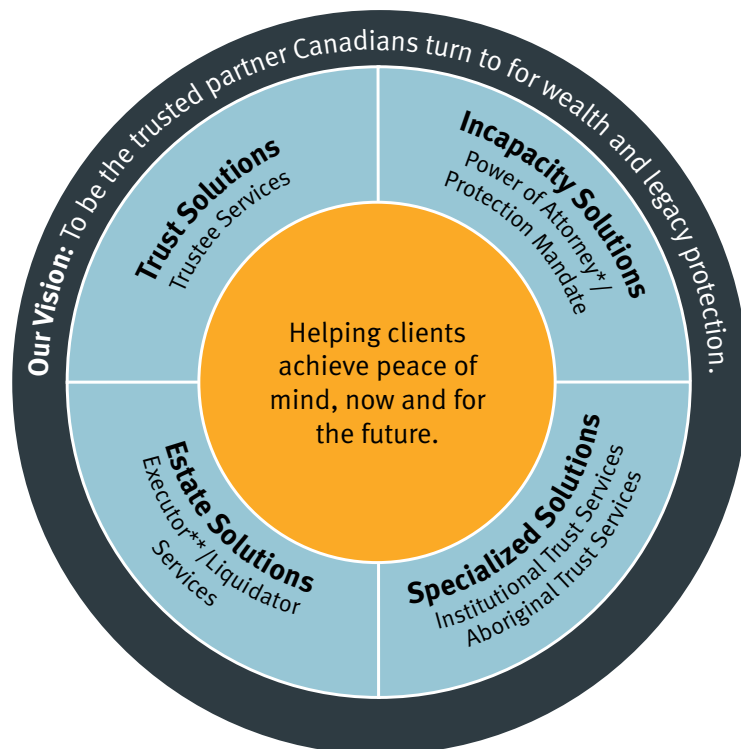 Our Vision: To be the trusted partner Canadians turn to for wealth and legacy protection.
Trust Solutions
Trustee Services
Incapacity Solutions
Power of Attorney*/
Protection Mandate
Helping clients
achieve peace of
mind, now and for
the future.
Estate Solutions
Executor**/Liquidator
Services
Specialized Solutions
Institutional Trust Services
Aboriginal Trust Services